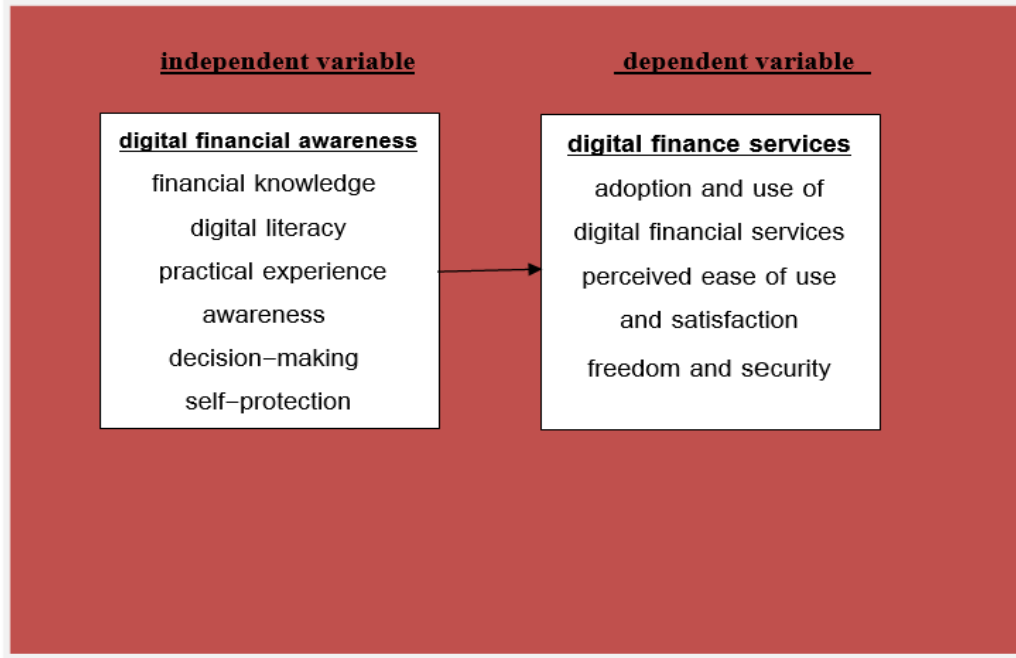 independent variable
dependent variable
digital financial awareness
financial knowledge
digital literacy
practical experience
awareness
decision-making
self-protection
digital finance services
adoption and use of
digital financial services
perceived ease of use
and satisfaction
freedom and security